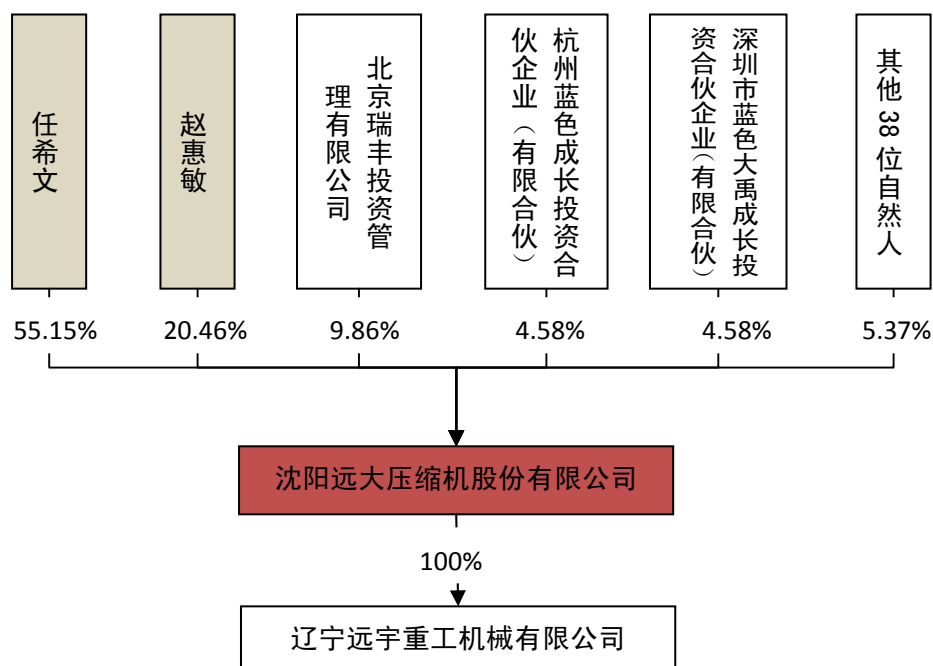 任希文
赵惠敏
北京瑞丰投资管
理有限公司
杭州蓝色成长投资合
伙企业（有限合伙）
深圳市蓝色大禹成长投
资合伙企业（有限合伙）
其他 38 位自然人
55.15%
20.46%
9.86%
4.58%
4.58%
5.37%
沈阳远大压缩机股份有限公司
100%
辽宁远宇重工机械有限公司